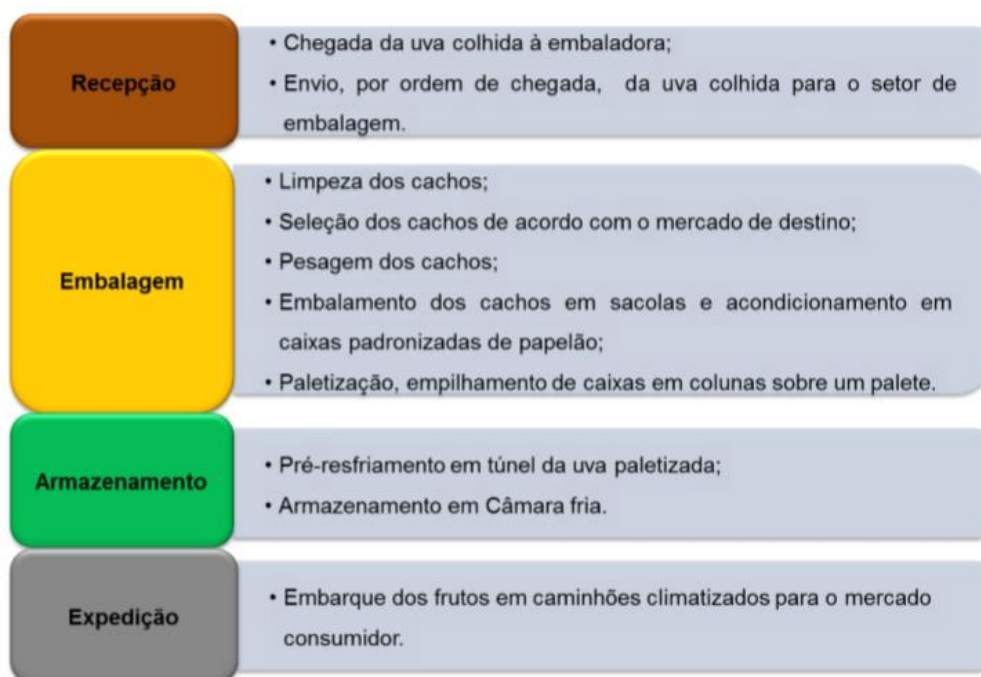 Recepção
• Chegada da uva colhida à embaladora;
• Envio, por ordem de chegada, da uva colhida para o setor de
embalagem.
Embalagem
• Limpeza dos cachos;
• Seleção dos cachos de acordo com o mercado de destino;
• Pesagem dos cachos;
• Embalamento dos cachos em sacolas e acondicionamento em
caixas padronizadas de papelão;
• Paletização, empilhamento de caixas em colunas sobre um palete.
Armazenamento
• Pré-resfriamento em túnel da uva paletizada;
• Armazenamento em Câmara fria.
Expedição
• Embarque dos frutos em caminhões climatizados para o mercado
consumidor.